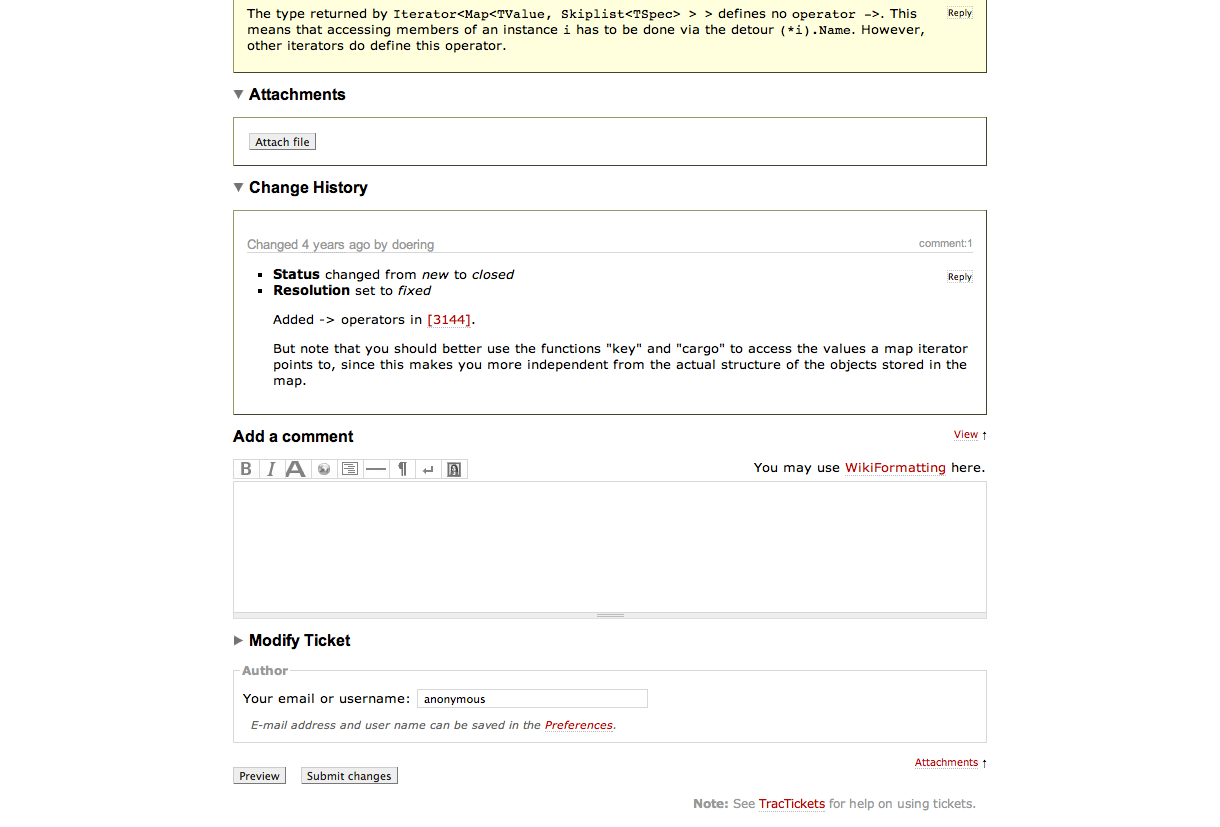 The type returned by Iterator<Map<TValue, Skiplist<TSpec> > > defines no operator ->. This
Reply
means that accessing members of an instance i has to be done via the detour (*i).Name. However,
other iterators do define this operator.
Attachments
Attach file
Change History
Changed 4 years ago by doering
comment:1
Status changed from new to closed
Reply
Resolution set to fixed
Added -> operators in [3144].
But note that you should better use the functions "key" and "cargo" to access the values a map iterator
points to, since this makes you more independent from the actual structure of the objects stored in the
map.
Add a comment
View ↑
B I A ¶ ↵
You may use WikiFormatting here.
Modify Ticket
Author
Your email or username: anonymous
E-mail address and user name can be saved in the Preferences.
Attachments ↑
Preview Submit changes
Note: See TracTickets for help on using tickets.